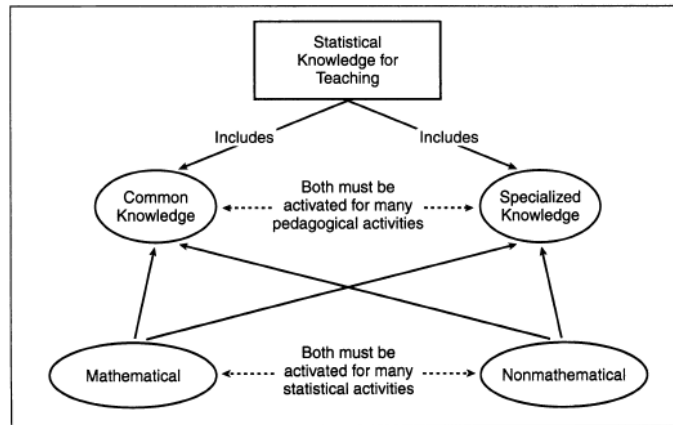 Statistical
Knowledge for
Teaching
Includes
Includes
Common
Knowledge
Both must be
activated for many
pedagogical activities
Specialized
Knowledge
Mathematical
Both must be
activated for many
statistical activities
Nonmathematical